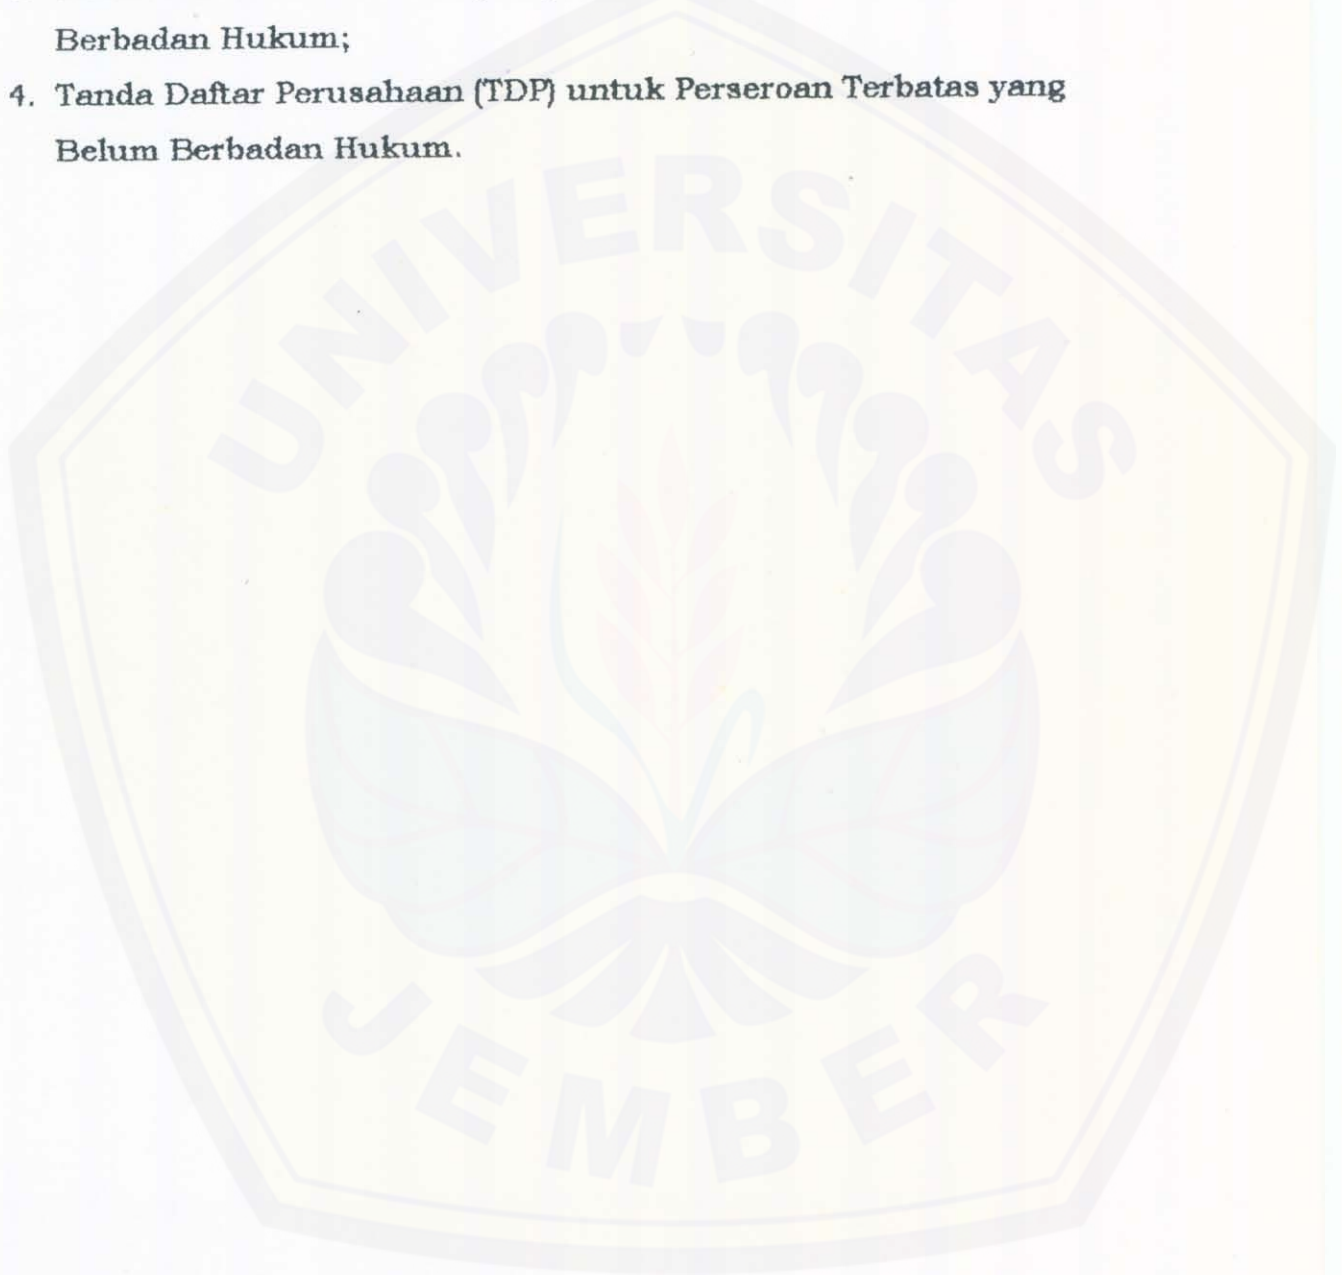 Berbadan Hukum;
4. Tanda Daftar Perusahaan (TDP) untuk Perseroan Terbatas yang
Belum Berbadan Hukum.
UNIVERSITAS
JEMBER